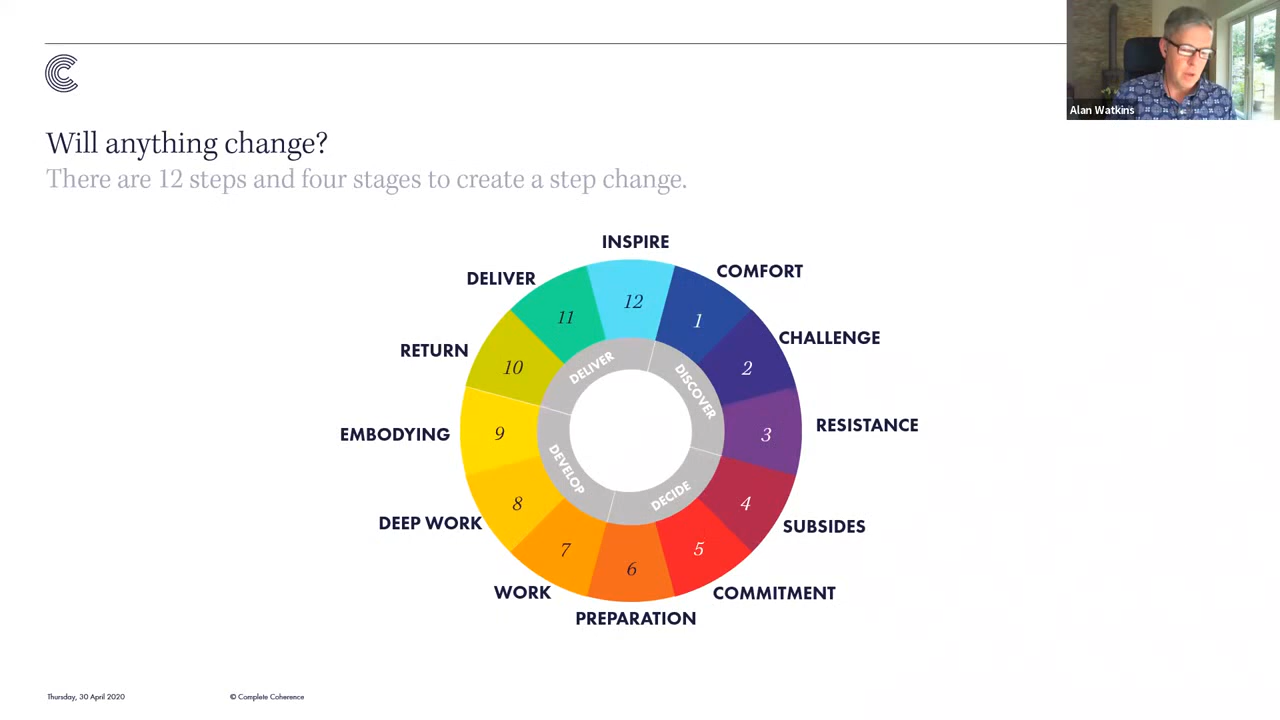 Alan Watkins
Will anything change?
There are 12 steps and four stages to create a step change.
INSPIRE
COMFORT
CHALLENGE
RESISTANCE
SUBSIDES
COMMITMENT
PREPARATION
WORK
DEEP WORK
EMBODYING
RETURN
DELIVER
12
1
2
3
4
5
6
7
8
9
10
11
DISCOVER
DECIDE
DEVELOP
DELIVER
Thursday, 30 April 2020
© Complete Coherence